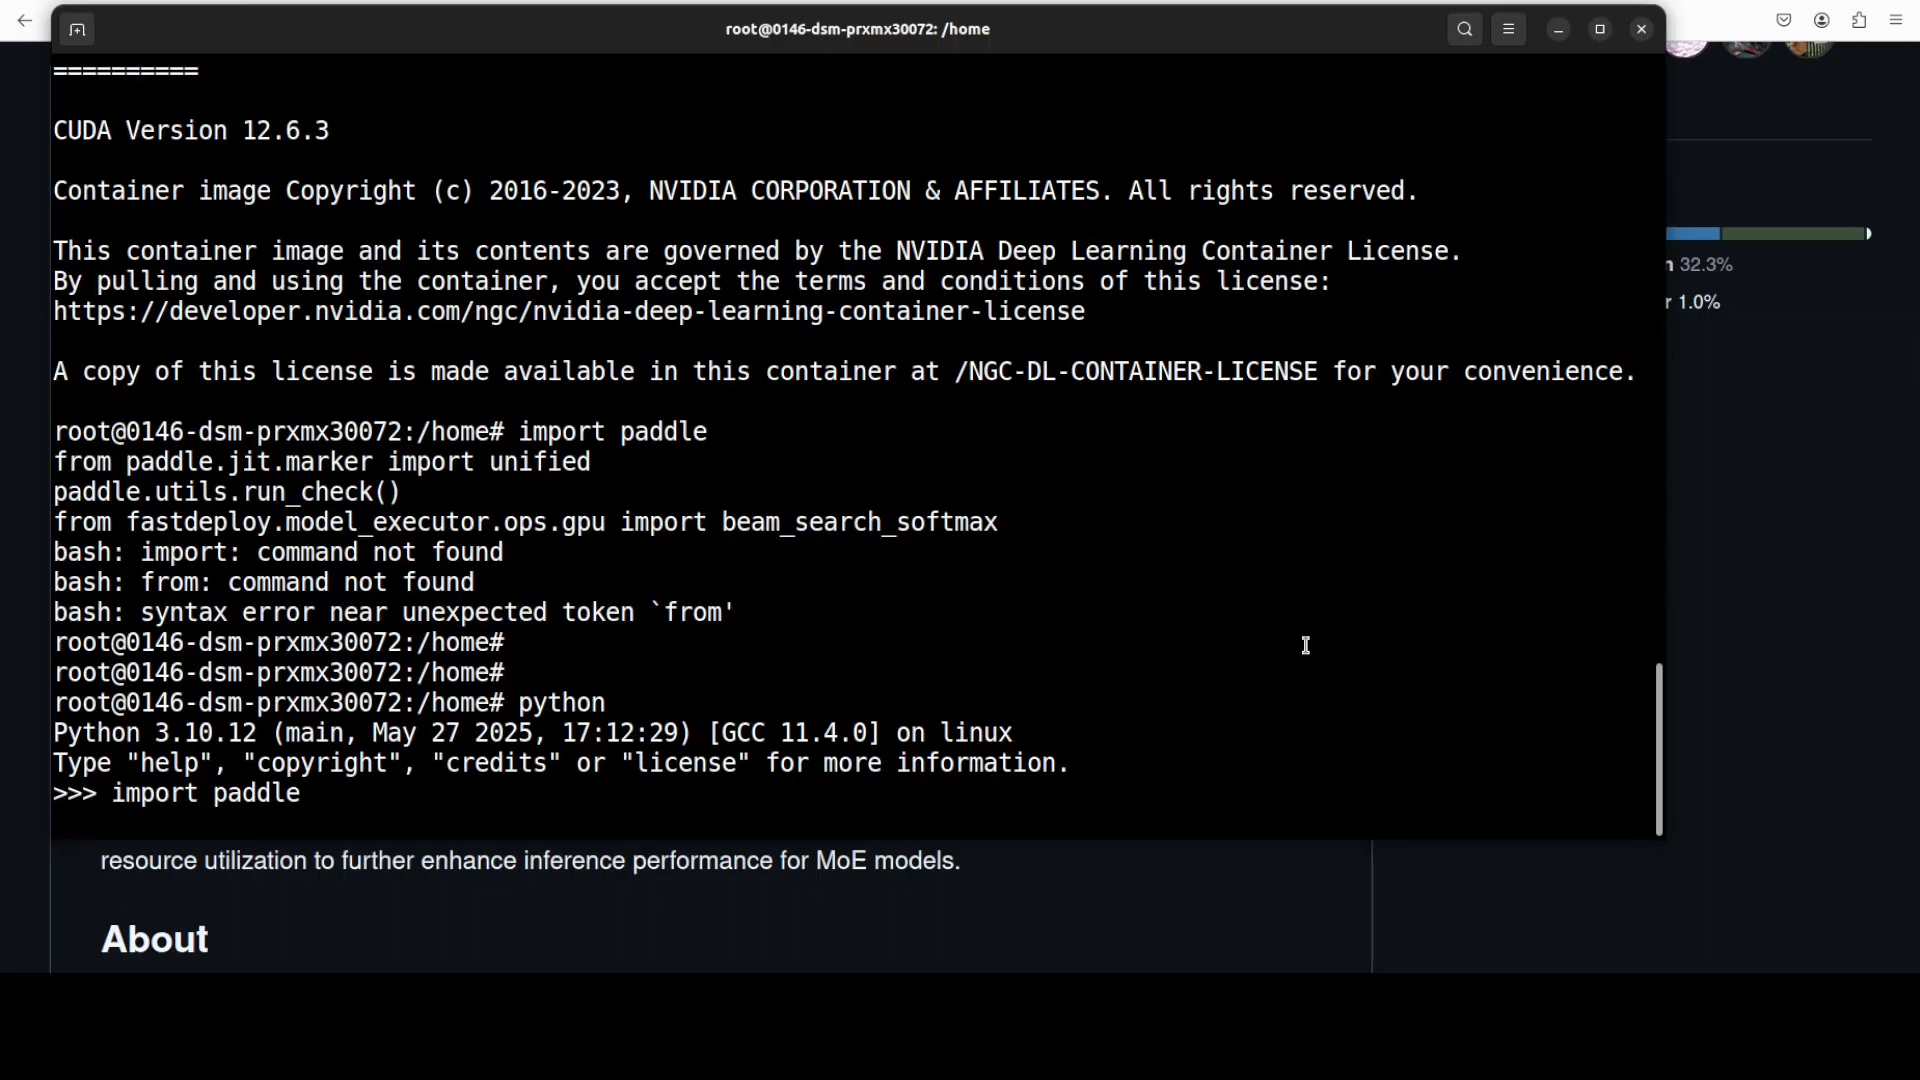 root@0146-dsm-prxmx30072: /home
==========
CUDA Version 12.6.3
Container image Copyright (c) 2016-2023, NVIDIA CORPORATION & AFFILIATES. All rights reserved.
This container image and its contents are governed by the NVIDIA Deep Learning Container License.
By pulling and using the container, you accept the terms and conditions of this license:
https://developer.nvidia.com/ngc/nvidia-deep-learning-container-license
A copy of this license is made available in this container at /NGC-DL-CONTAINER-LICENSE for your convenience.
root@0146-dsm-prxmx30072:/home# import paddle
from paddle.jit.marker import unified
paddle.utils.run_check()
from fastdeploy.model_executor.ops.gpu import beam_search_softmax
bash: import: command not found
bash: from: command not found
bash: syntax error near unexpected token `from'
root@0146-dsm-prxmx30072:/home#
root@0146-dsm-prxmx30072:/home#
root@0146-dsm-prxmx30072:/home# python
Python 3.10.12 (main, May 27 2025, 17:12:29) [GCC 11.4.0] on linux
Type "help", "copyright", "credits" or "license" for more information.
>>> import paddle
n 32.3%
r 1.0%
resource utilization to further enhance inference performance for MoE models.
About